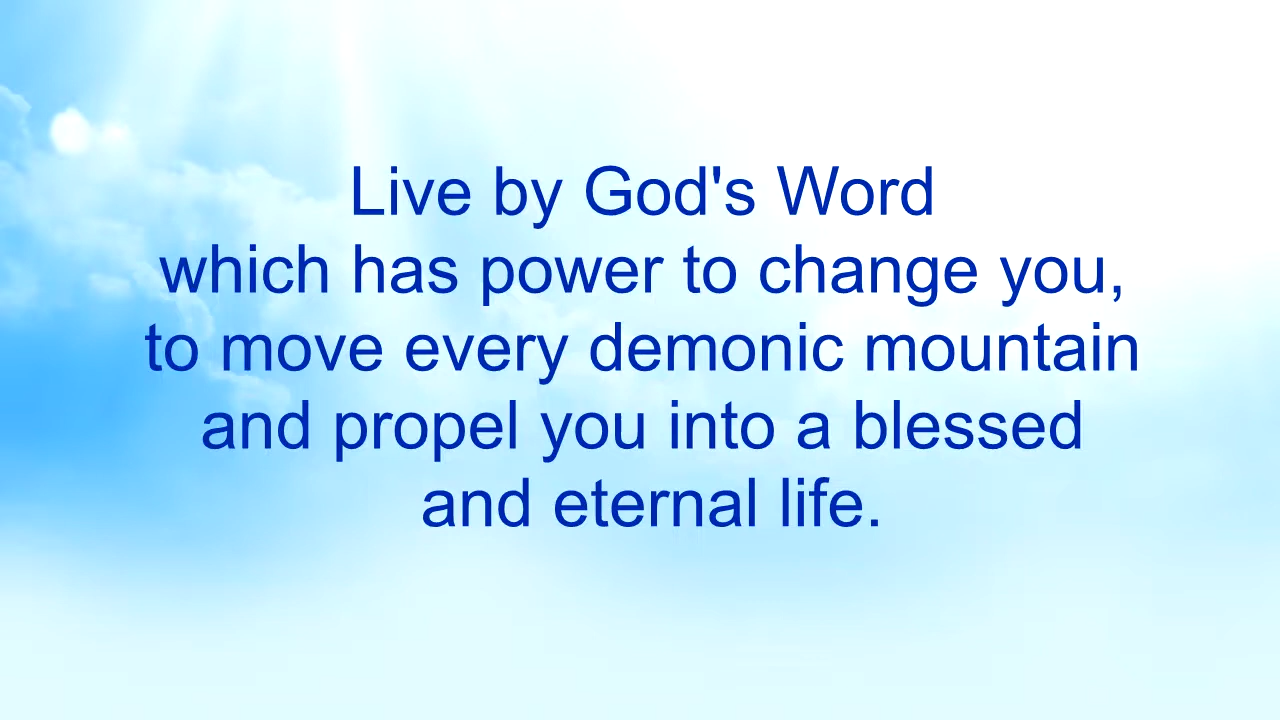 Live by God's Word
which has power to change you,
to move every demonic mountain
and propel you into a blessed
and eternal life.